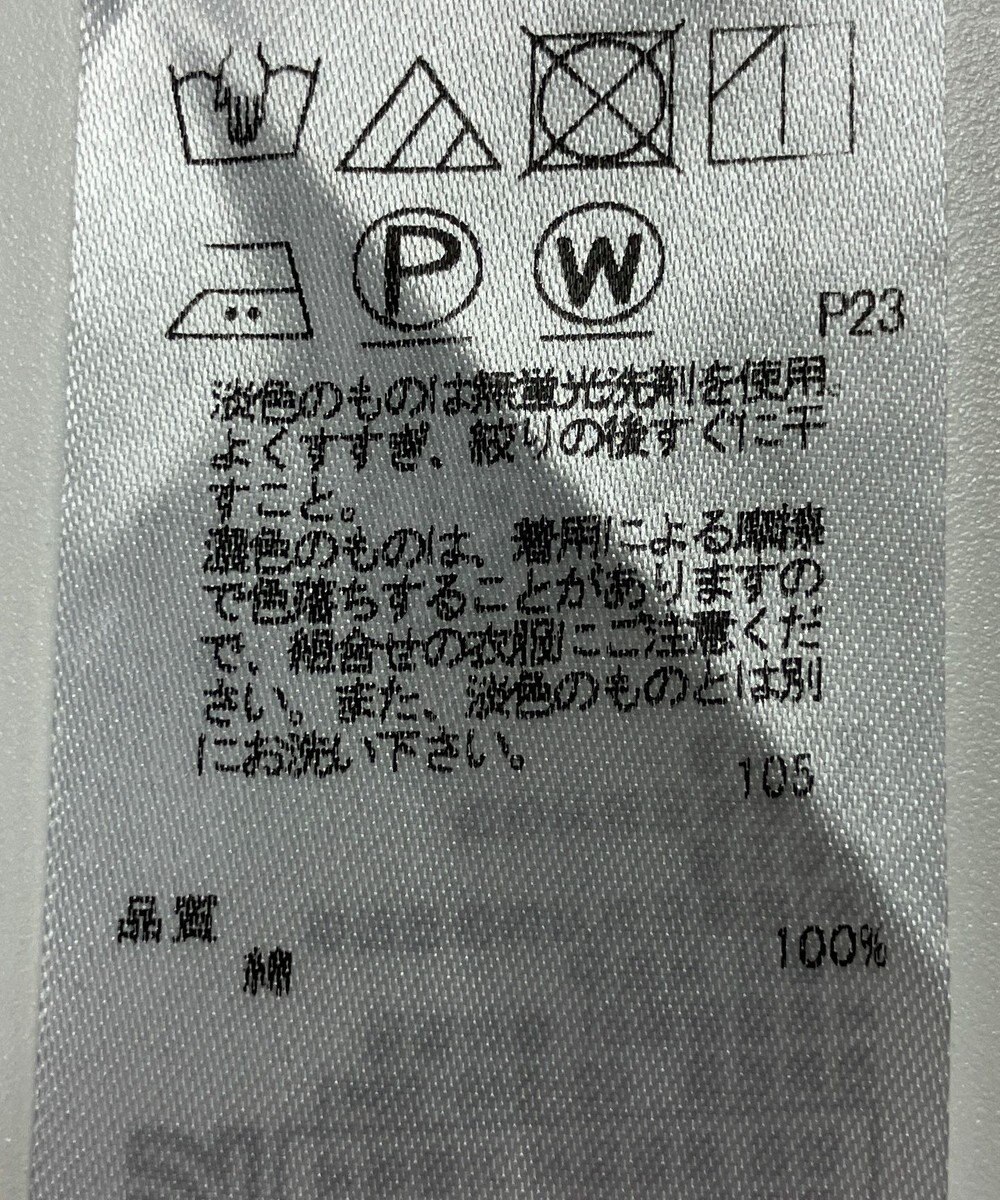 P W
P23
淡色のものは無蛍光洗剤を使用。
よくすすぎ、絞りの後すぐに干
すこと。
濃色のものは、着用による摩擦
で色落ちすることがありますの
で、組合せの衣服にご注意くだ
さい。また、淡色のものとは別
にお洗い下さい。
105
品質
綿 100%